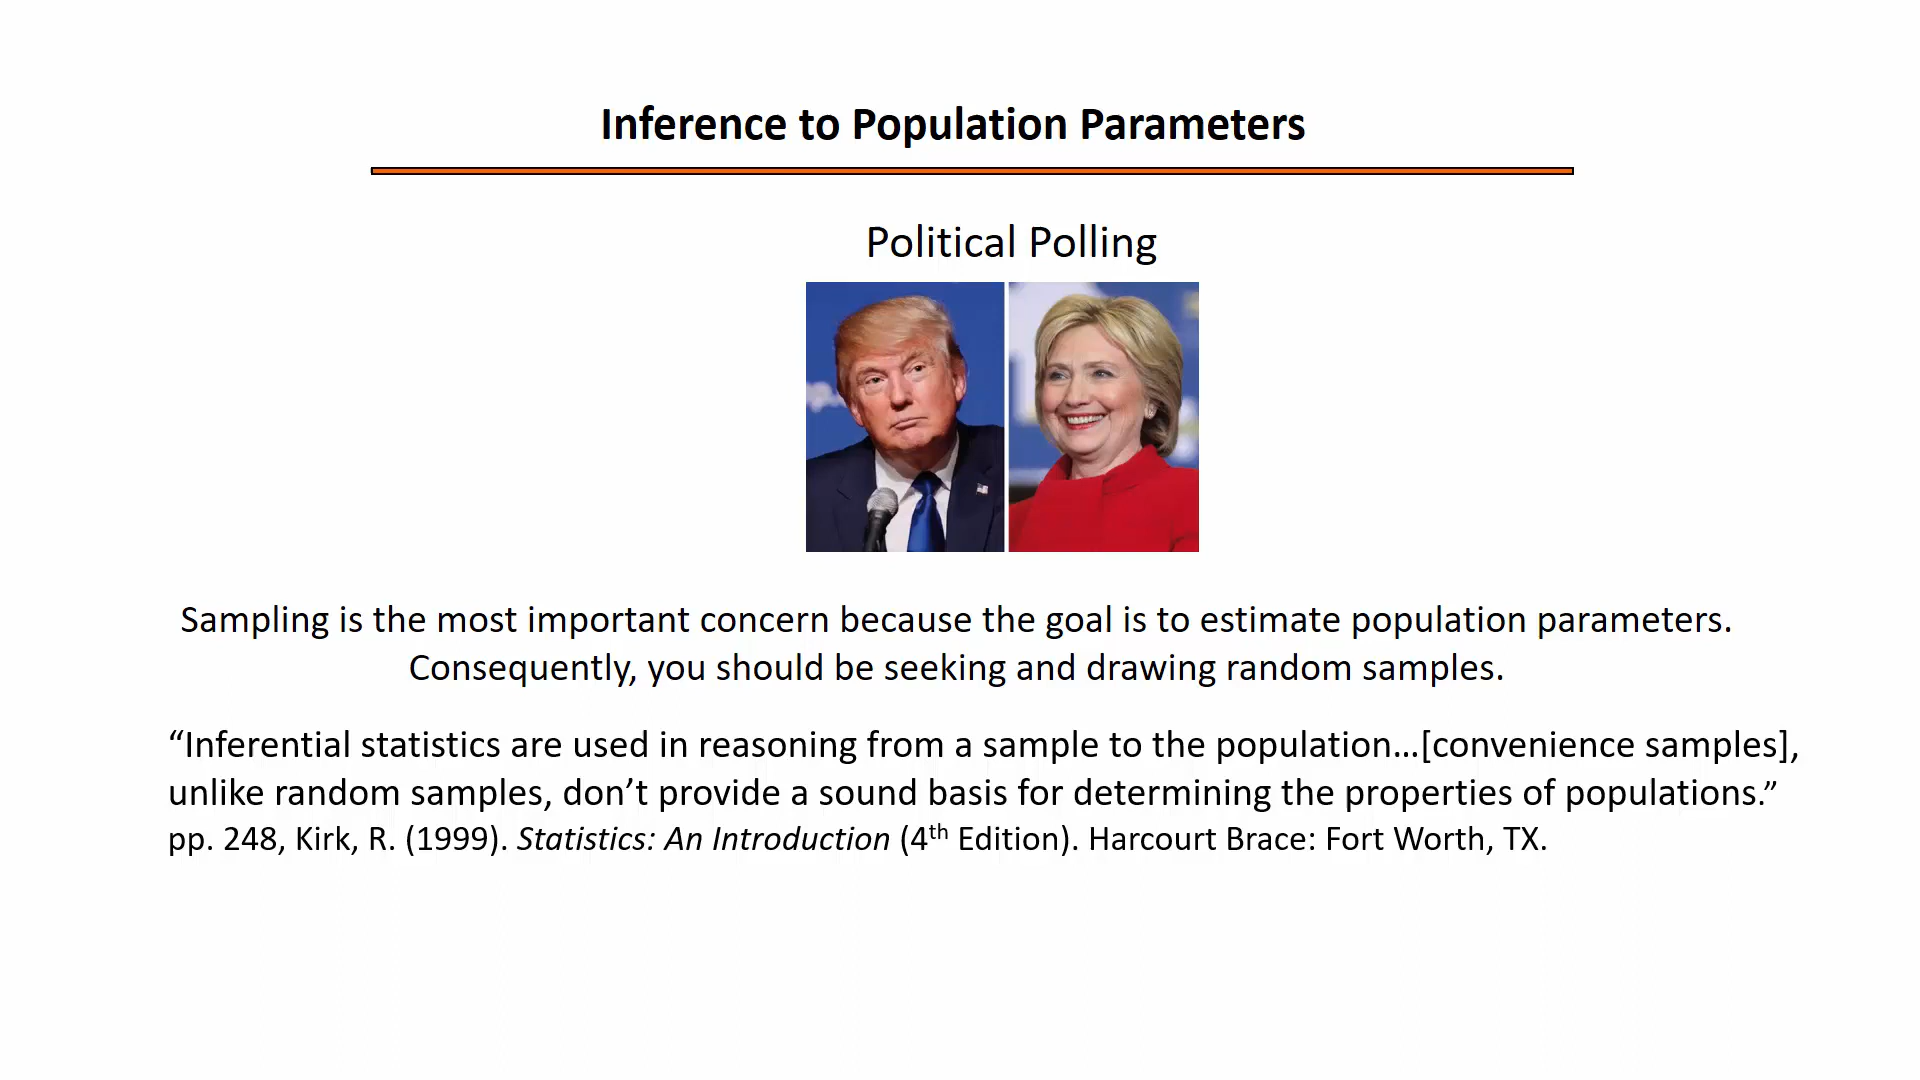 Inference to Population Parameters
Political Polling
Sampling is the most important concern because the goal is to estimate population parameters.
Consequently, you should be seeking and drawing random samples.
“Inferential statistics are used in reasoning from a sample to the population…[convenience samples],
unlike random samples, don’t provide a sound basis for determining the properties of populations.”
pp. 248, Kirk, R. (1999). Statistics: An Introduction (4th Edition). Harcourt Brace: Fort Worth, TX.